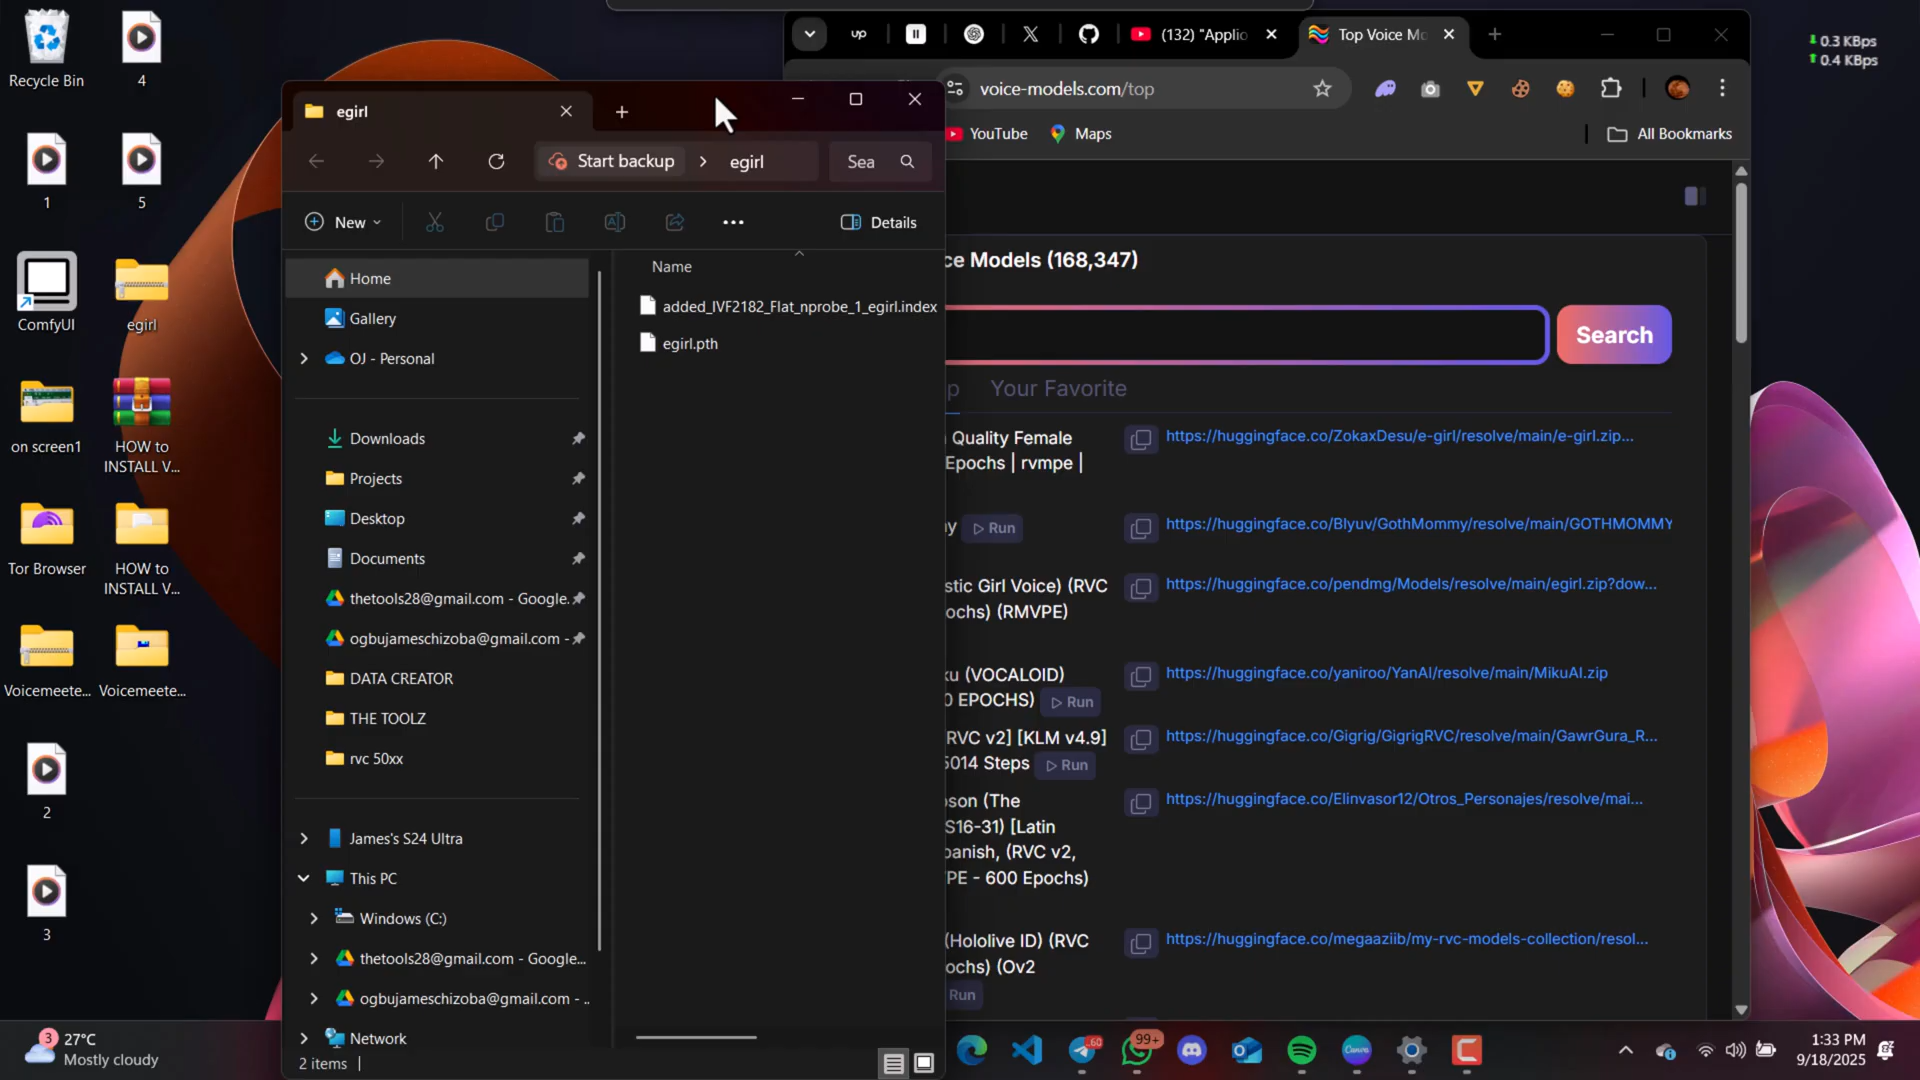 Recycle Bin
4
1
5
ComfyUI
egirl
on screen1
HOW to
INSTALL V...
Tor Browser
HOW to
INSTALL V...
Voicemeete...
Voicemeete...
2
3
egirl
Start backup
egirl
Sea
New
Details
Home
Gallery
OJ - Personal
Downloads
Projects
Desktop
Documents
thetools28@gmail.com - Google.
ogbujameschizoba@gmail.com -
DATA CREATOR
THE TOOLZ
rvc 50xx
James's S24 Ultra
This PC
Windows (C:)
thetools28@gmail.com - Google...
ogbujameschizoba@gmail.com - ..
Network
2 items
Name
added_IVF2182_Flat_nprobe_1_egirl.index
egirl.pth
up
(132) "Applio
Top Voice Mo
voice-models.com/top
YouTube
Maps
All Bookmarks
ce Models (168,347)
Search
p
Your Favorite
Quality Female
Epochs | rvmpe |
https://huggingface.co/ZokaxDesu/e-girl/resolve/main/e-girl.zip...
y
Run
https://huggingface.co/Blyuv/GothMommy/resolve/main/GOTHMOMMY
stic Girl Voice) (RVC
ochs) (RMVPE)
https://huggingface.co/pendmg/Models/resolve/main/egirl.zip?dow...
ku (VOCALOID)
0 EPOCHS)
Run
https://huggingface.co/yaniroo/YanAI/resolve/main/MikuAI.zip
RVC v2] [KLM v4.9]
5014 Steps
Run
https://huggingface.co/Gigrig/GigrigRVC/resolve/main/GawrGura_R...
oson (The
S16-31) [Latin
panish, (RVC v2,
PE - 600 Epochs)
https://huggingface.co/Elinvasor12/Otros_Personajes/resolve/mai...
(Hololive ID) (RVC
ochs) (Ov2
Run
https://huggingface.co/megaaziib/my-rvc-models-collection/resol...
0.3 KBps
0.4 KBps
3
27°C
Mostly cloudy
60
99+
Canva
1:33 PM
9/18/2025